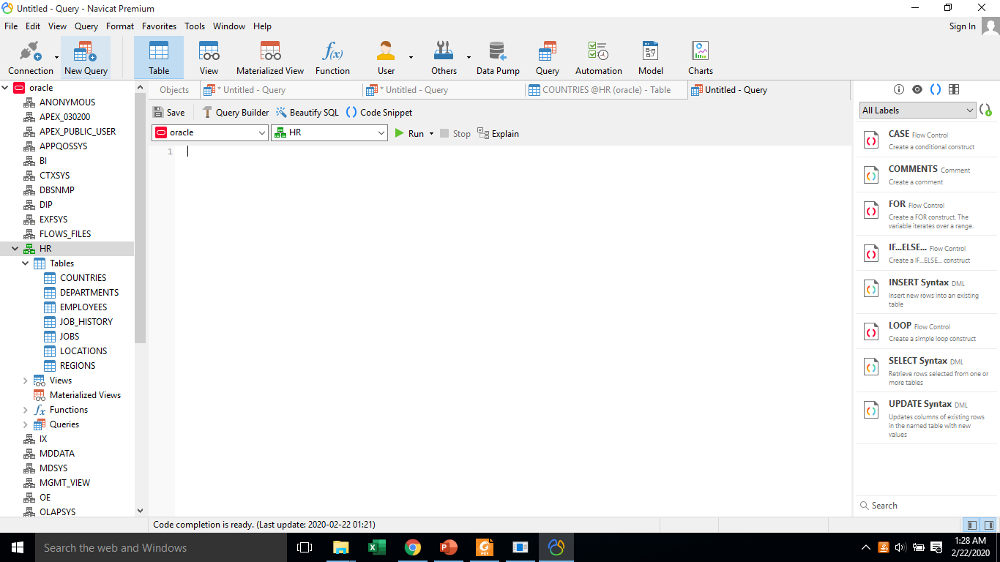 Untitled - Query - Navicat Premium
File Edit View Query Format Favorites Tools Window Help Sign In
Connection New Query Table View Materialized View Function User Others Data Pump Query Automation Model Charts
oracle
ANONYMOUS
APEX_030200
APEX_PUBLIC_USER
APPQOSSYS
BI
CTXSYS
DBSNMP
DIP
EXFSYS
FLOWS_FILES
HR
Tables
COUNTRIES
DEPARTMENTS
EMPLOYEES
JOB_HISTORY
JOBS
LOCATIONS
REGIONS
Views
Materialized Views
Functions
Queries
IX
MDDATA
MDSYS
MGMT_VIEW
OE
OLAPSYS
Objects * Untitled - Query * Untitled - Query COUNTRIES @HR (oracle) - Table Untitled - Query
Save Query Builder Beautify SQL Code Snippet
oracle HR Run Stop Explain
1
All Labels
CASE Flow Control
Create a conditional construct
COMMENTS Comment
Create a comment
FOR Flow Control
Create a FOR construct. The
variable iterates over a range.
IF...ELSE... Flow Control
Create a IF...ELSE... construct
INSERT Syntax DML
Insert new rows into an existing
table
LOOP Flow Control
Create a simple loop construct
SELECT Syntax DML
Retrieve rows selected from one or
more tables
UPDATE Syntax DML
Updates columns of existing rows
in the named table with new
values
Search
Code completion is ready. (Last update: 2020-02-22 01:21)
Search the web and Windows
1:28 AM
2/22/2020